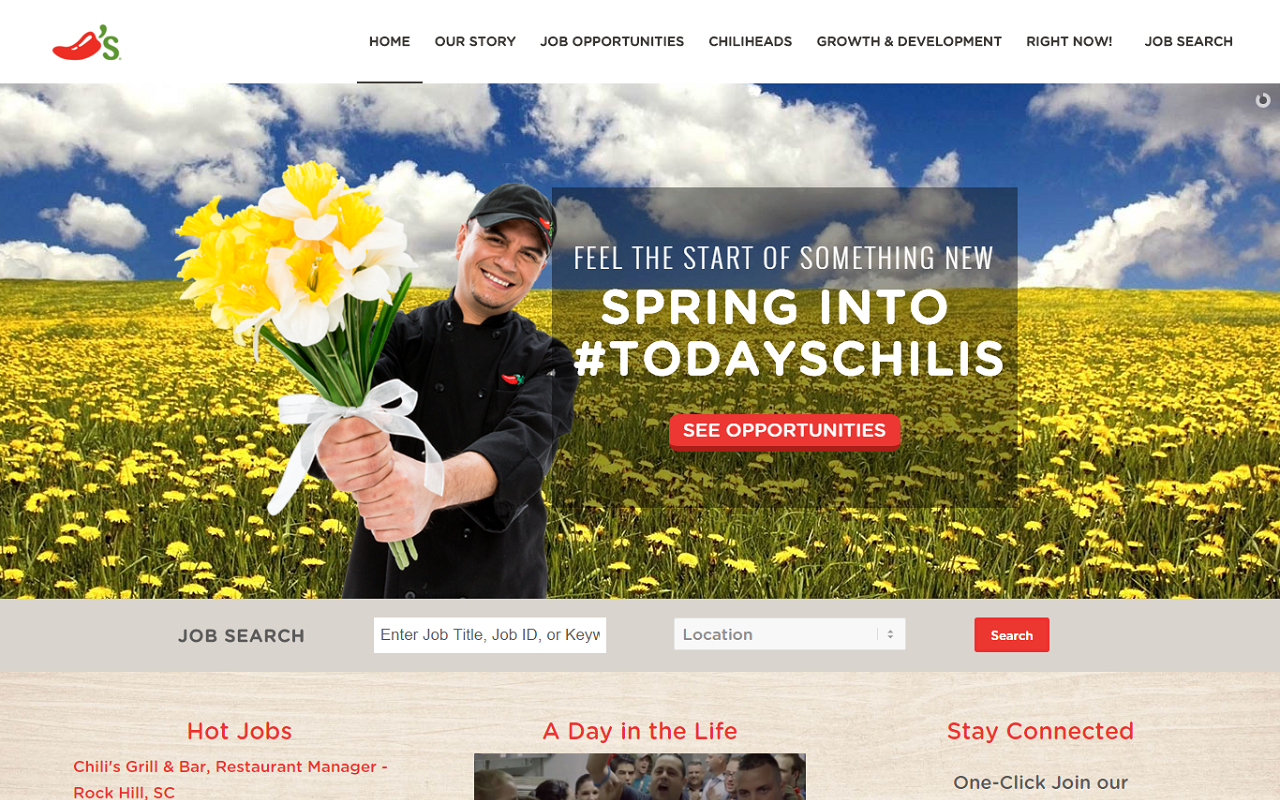 'S
HOME OUR STORY JOB OPPORTUNITIES CHILIHEADS GROWTH & DEVELOPMENT RIGHT NOW! JOB SEARCH
FEEL THE START OF SOMETHING NEW
SPRING INTO
#TODAYSCHILIS
SEE OPPORTUNITIES
JOB SEARCH
Enter Job Title, Job ID, or Keyw
Location
Search
Hot Jobs
Chili's Grill & Bar, Restaurant Manager -
Rock Hill, SC
A Day in the Life
Stay Connected
One-Click Join our